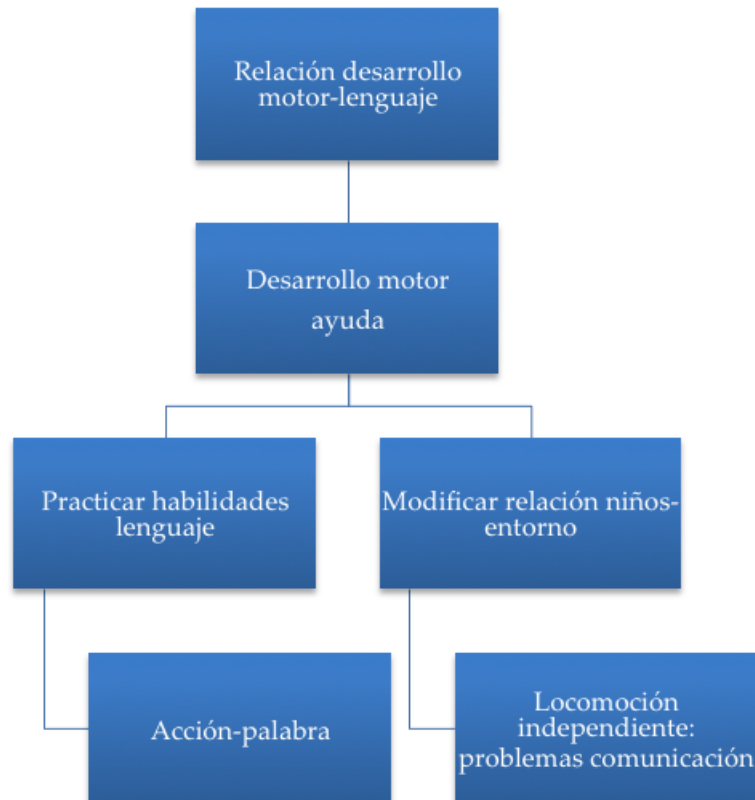 Relación desarrollo
motor-lenguaje
Desarrollo motor
ayuda
Practicar habilidades
lenguaje
Modificar relación niños-
entorno
Acción-palabra
Locomoción
independiente:
problemas comunicación